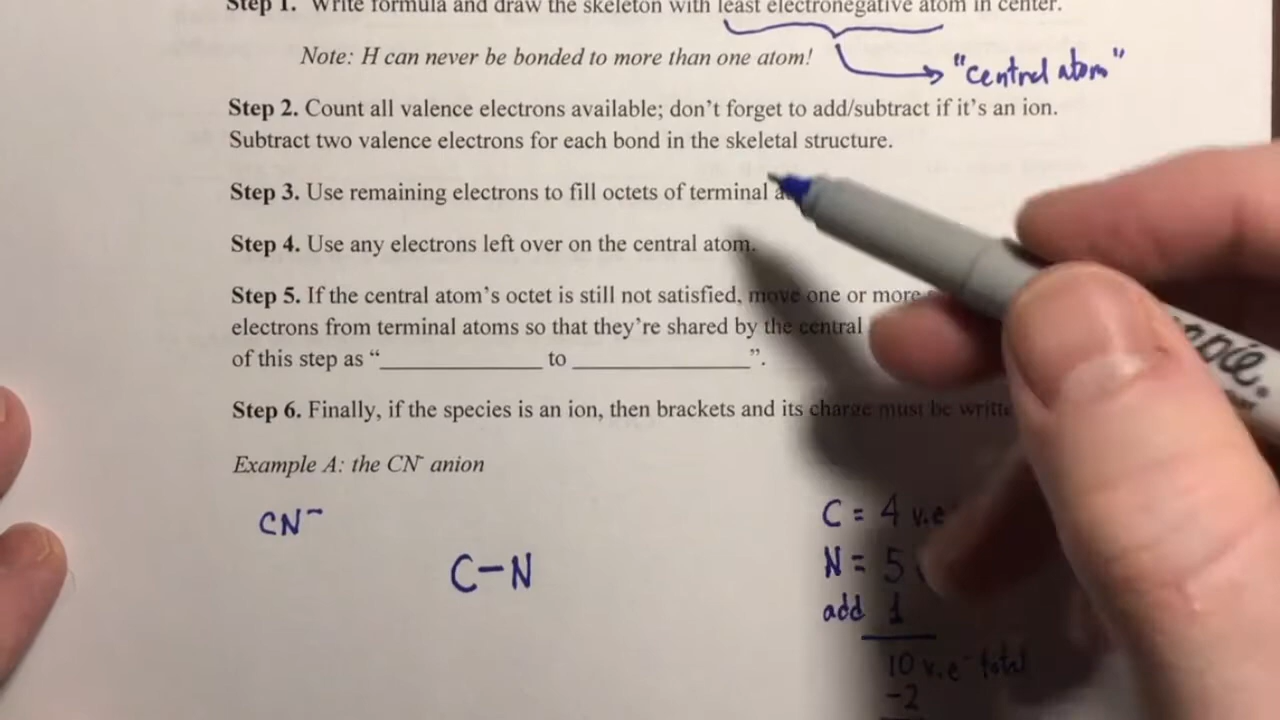 Step 1. Write formula and draw the skeleton with least electronegative atom in center.
Note: H can never be bonded to more than one atom!
"central atom"
Step 2. Count all valence electrons available; don't forget to add/subtract if it's an ion.
Subtract two valence electrons for each bond in the skeletal structure.
Step 3. Use remaining electrons to fill octets of terminal
Step 4. Use any electrons left over on the central atom.
Step 5. If the central atom's octet is still not satisfied, move one or more
electrons from terminal atoms so that they're shared by the central
of this step as "______________ to _______________".
Step 6. Finally, if the species is an ion, then brackets and its charge must be
Example A: the CN⁻ anion
CN⁻
C–N
C = 4 v.e
N = 5
add 1
10 v.e⁻ total
-2